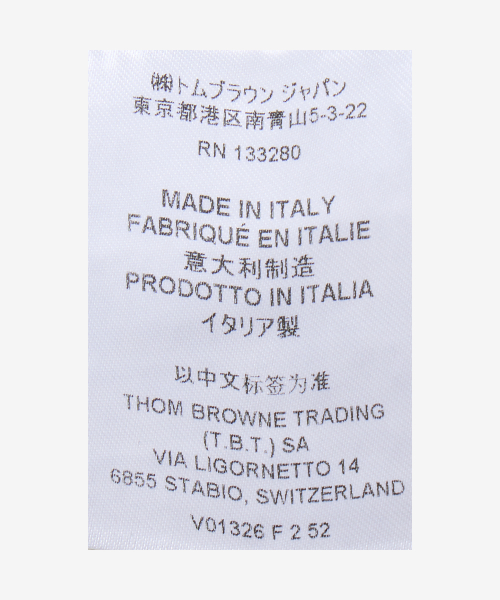 ㈱トムブラウン ジャパン
東京都港区南青山5-3-22
RN 133280
MADE IN ITALY
FABRIQUÉ EN ITALIE
意大利制造
PRODOTTO IN ITALIA
イタリア製
以中文标签为准
THOM BROWNE TRADING
(T.B.T.) SA
VIA LIGORNETTO 14
6855 STABIO, SWITZERLAND
V01326 F 2 52